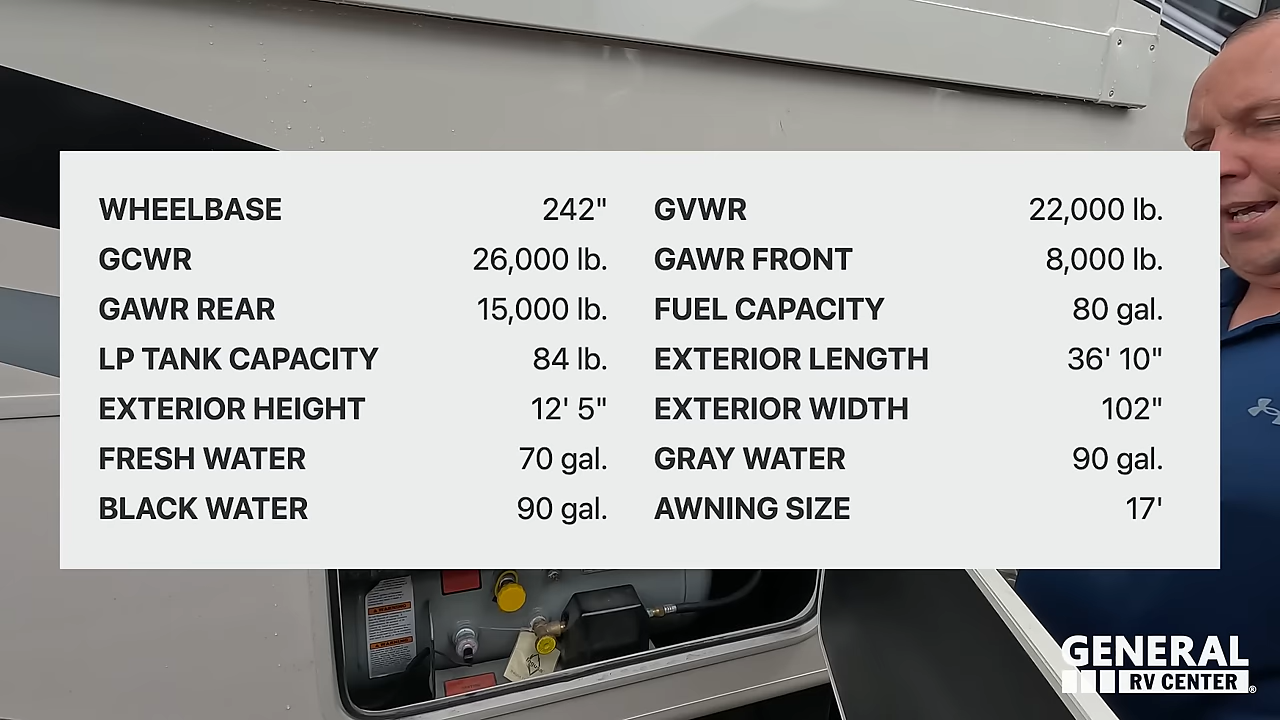 WHEELBASE 242" GVWR 22,000 lb.
GCWR 26,000 lb. GAWR FRONT 8,000 lb.
GAWR REAR 15,000 lb. FUEL CAPACITY 80 gal.
LP TANK CAPACITY 84 lb. EXTERIOR LENGTH 36' 10"
EXTERIOR HEIGHT 12' 5" EXTERIOR WIDTH 102"
FRESH WATER 70 gal. GRAY WATER 90 gal.
BLACK WATER 90 gal. AWNING SIZE 17'
WARNING
WARNING
GENERAL
RV CENTER®